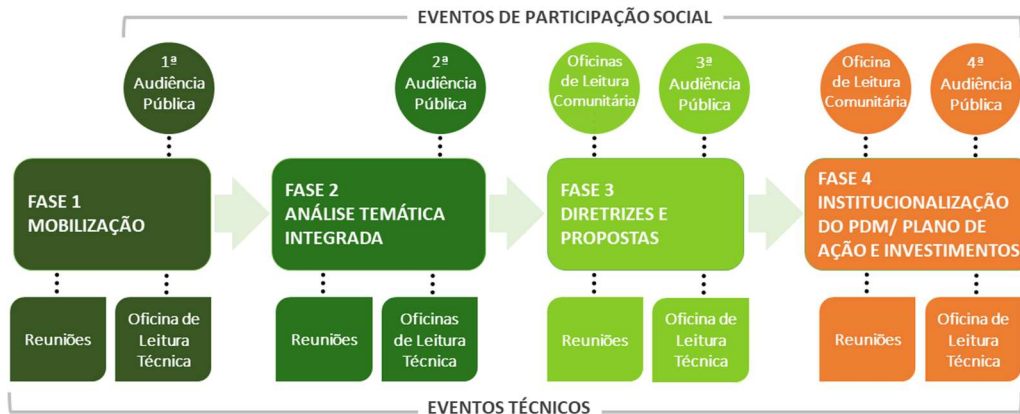 EVENTOS DE PARTICIPAÇÃO SOCIAL
1ª
Audiência
Pública
2ª
Audiência
Pública
Oficinas
de Leitura
Comunitária
3ª
Audiência
Pública
Oficina
de Leitura
Comunitária
4ª
Audiência
Pública
FASE 1
MOBILIZAÇÃO
FASE 2
ANÁLISE TEMÁTICA
INTEGRADA
FASE 3
DIRETRIZES E
PROPOSTAS
FASE 4
INSTITUCIONALIZAÇÃO
DO PDM/ PLANO DE
AÇÃO E INVESTIMENTOS
Reuniões
Oficina de
Leitura
Técnica
Reuniões
Oficinas
de Leitura
Técnica
Reuniões
Oficina de
Leitura
Técnica
Reuniões
Oficina de
Leitura
Técnica
EVENTOS TÉCNICOS